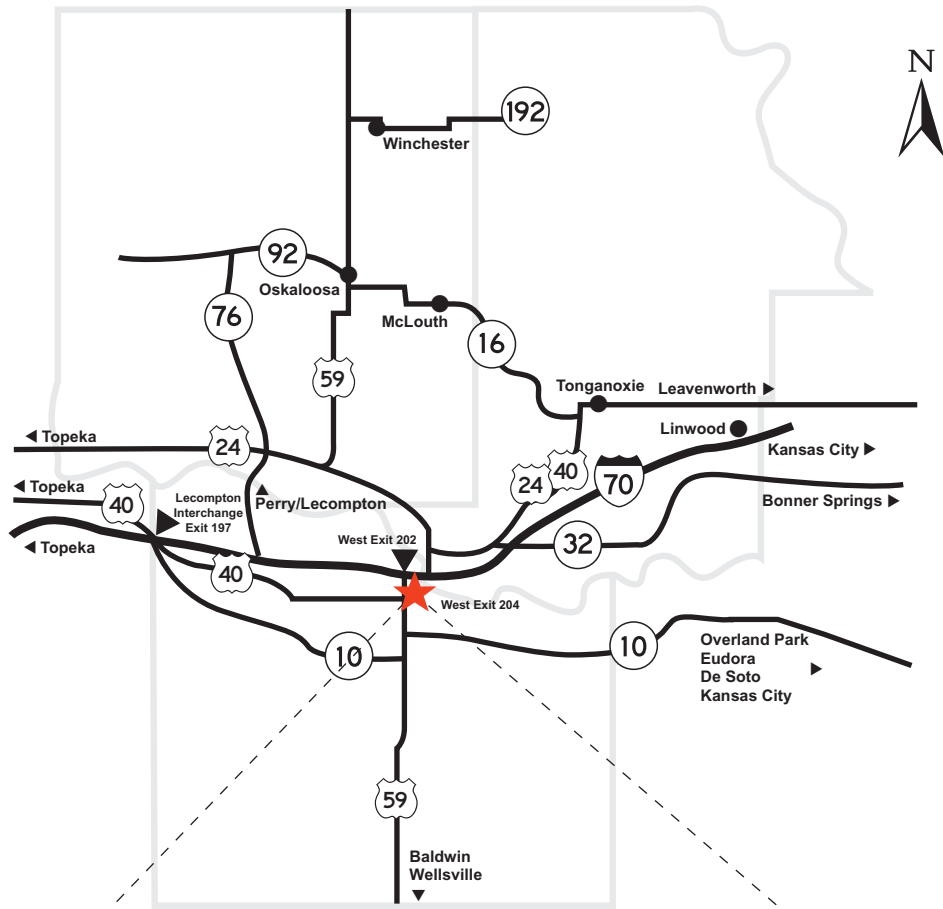 N
192
Winchester
92
Oskaloosa
76
McLouth
16
59
Tonganoxie
Leavenworth
Linwood
Topeka
24
Kansas City
40
24
70
Topeka
40
Lecompton
Interchange
Exit 197
Perry/Lecompton
Bonner Springs
Topeka
West Exit 202
32
40
West Exit 204
10
10
Overland Park
Eudora
De Soto
Kansas City
59
Baldwin
Wellsville